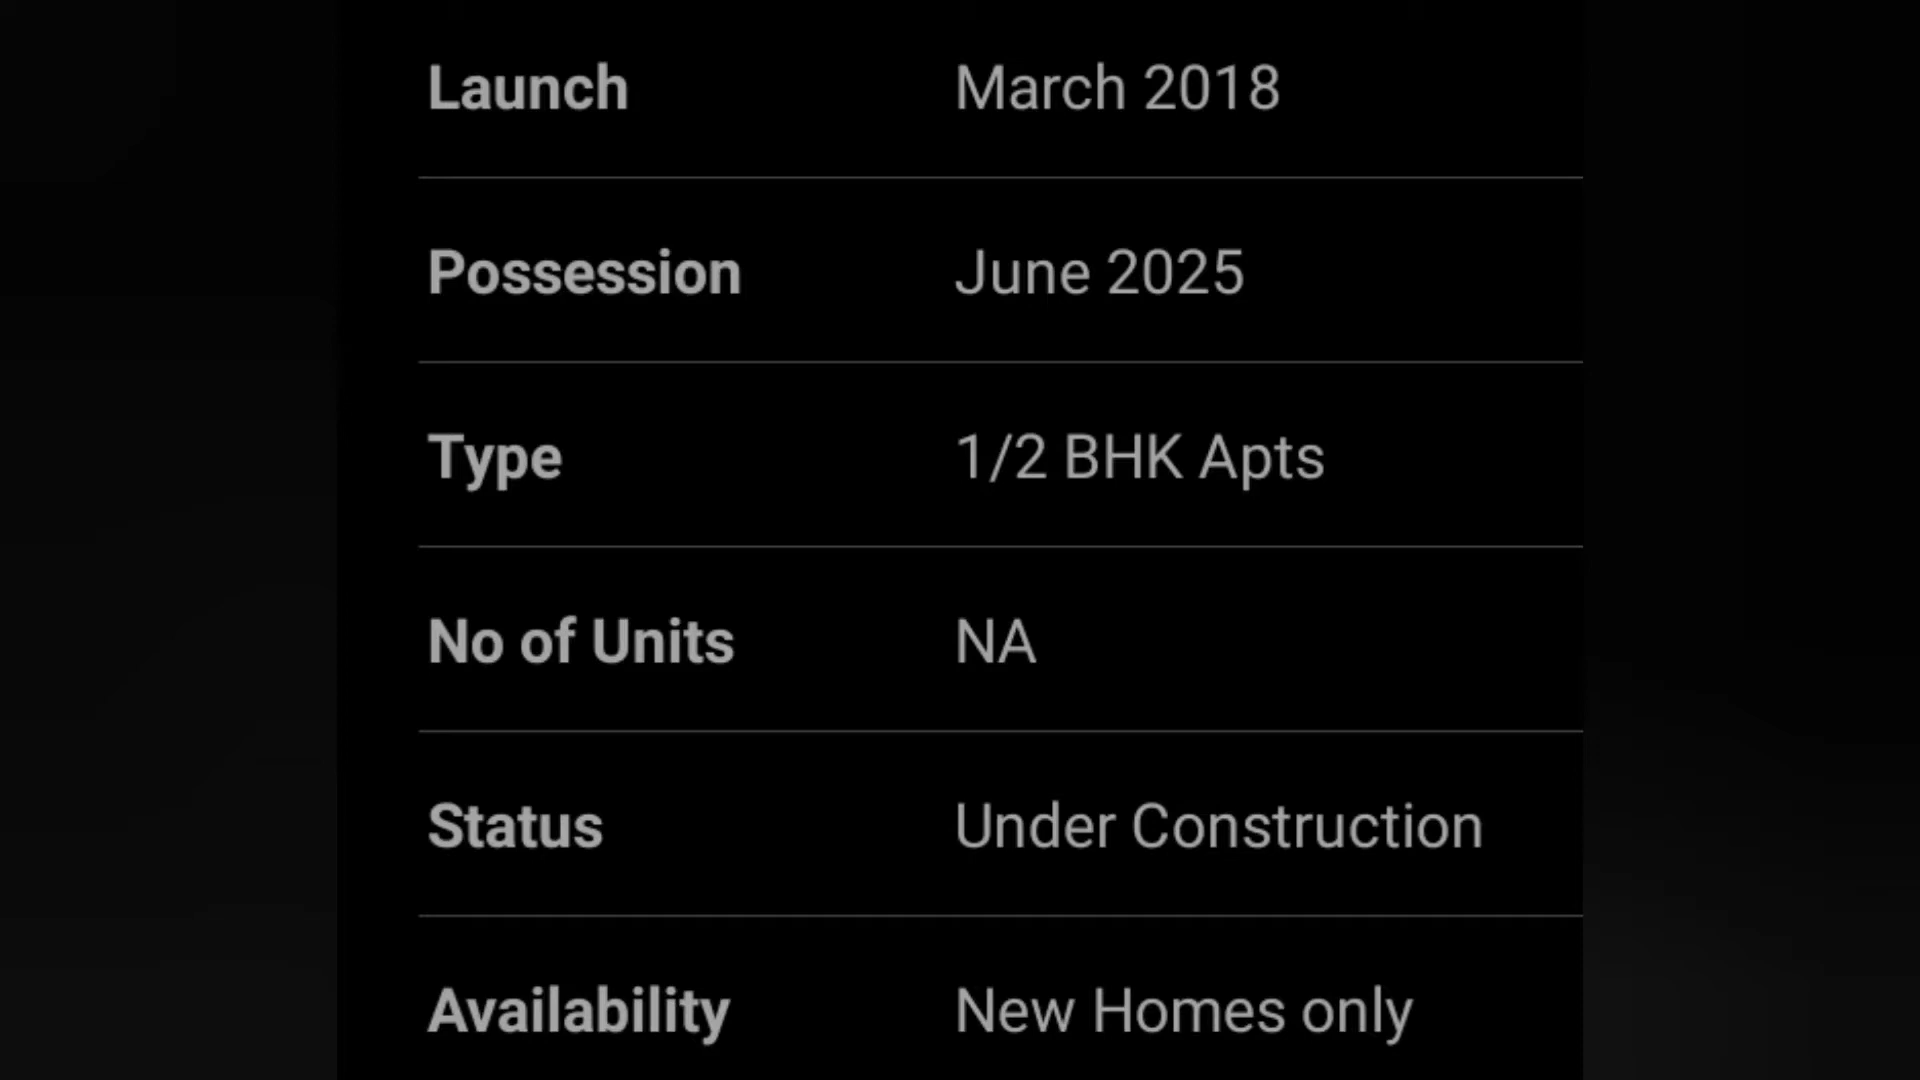 Launch March 2018
Possession June 2025
Type 1/2 BHK Apts
No of Units NA
Status Under Construction
Availability New Homes only